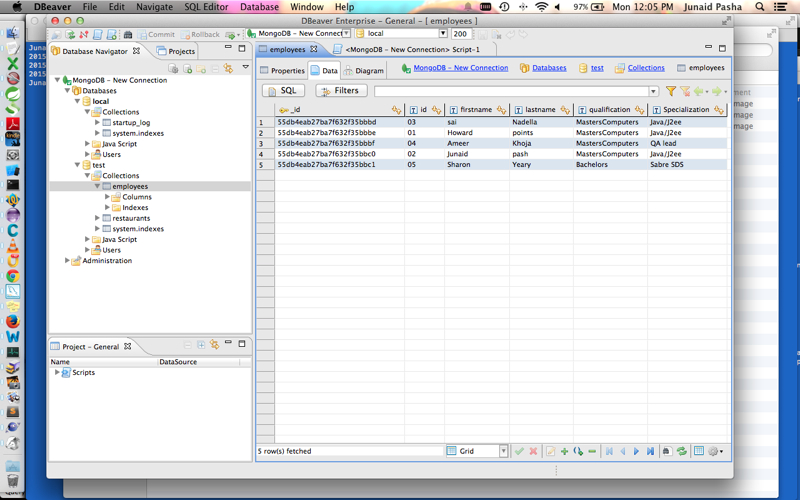 DBeaver File Edit Navigate SQL Editor Database Window Help 97% Mon 12:05 PM Junaid Pasha
DBeaver Enterprise – General – [ employees ]
Commit Rollback MongoDB – New Connect local 200
Database Navigator Projects
MongoDB – New Connection
Databases
local
Collections
startup_log
system.indexes
Java Script
Users
test
Collections
employees
Columns
Indexes
restaurants
system.indexes
Java Script
Users
Administration
Project – General
Name DataSource
Scripts
employees <MongoDB – New Connection> Script-1
Properties Data Diagram MongoDB – New Connection Databases test Collections employees
SQL Filters
_id id firstname lastname qualification Specialization
1 55db4eab27ba7f632f35bbbd 03 sai Nadella MastersComputers Java/J2ee
2 55db4eab27ba7f632f35bbbe 01 Howard points MastersComputers Java/J2ee
3 55db4eab27ba7f632f35bbbf 04 Ameer Khoja MastersComputers QA lead
4 55db4eab27ba7f632f35bbc0 02 Junaid pash MastersComputers Java/J2ee
5 55db4eab27ba7f632f35bbc1 05 Sharon Yeary Bachelors Sabre SDS
5 row(s) fetched
Grid